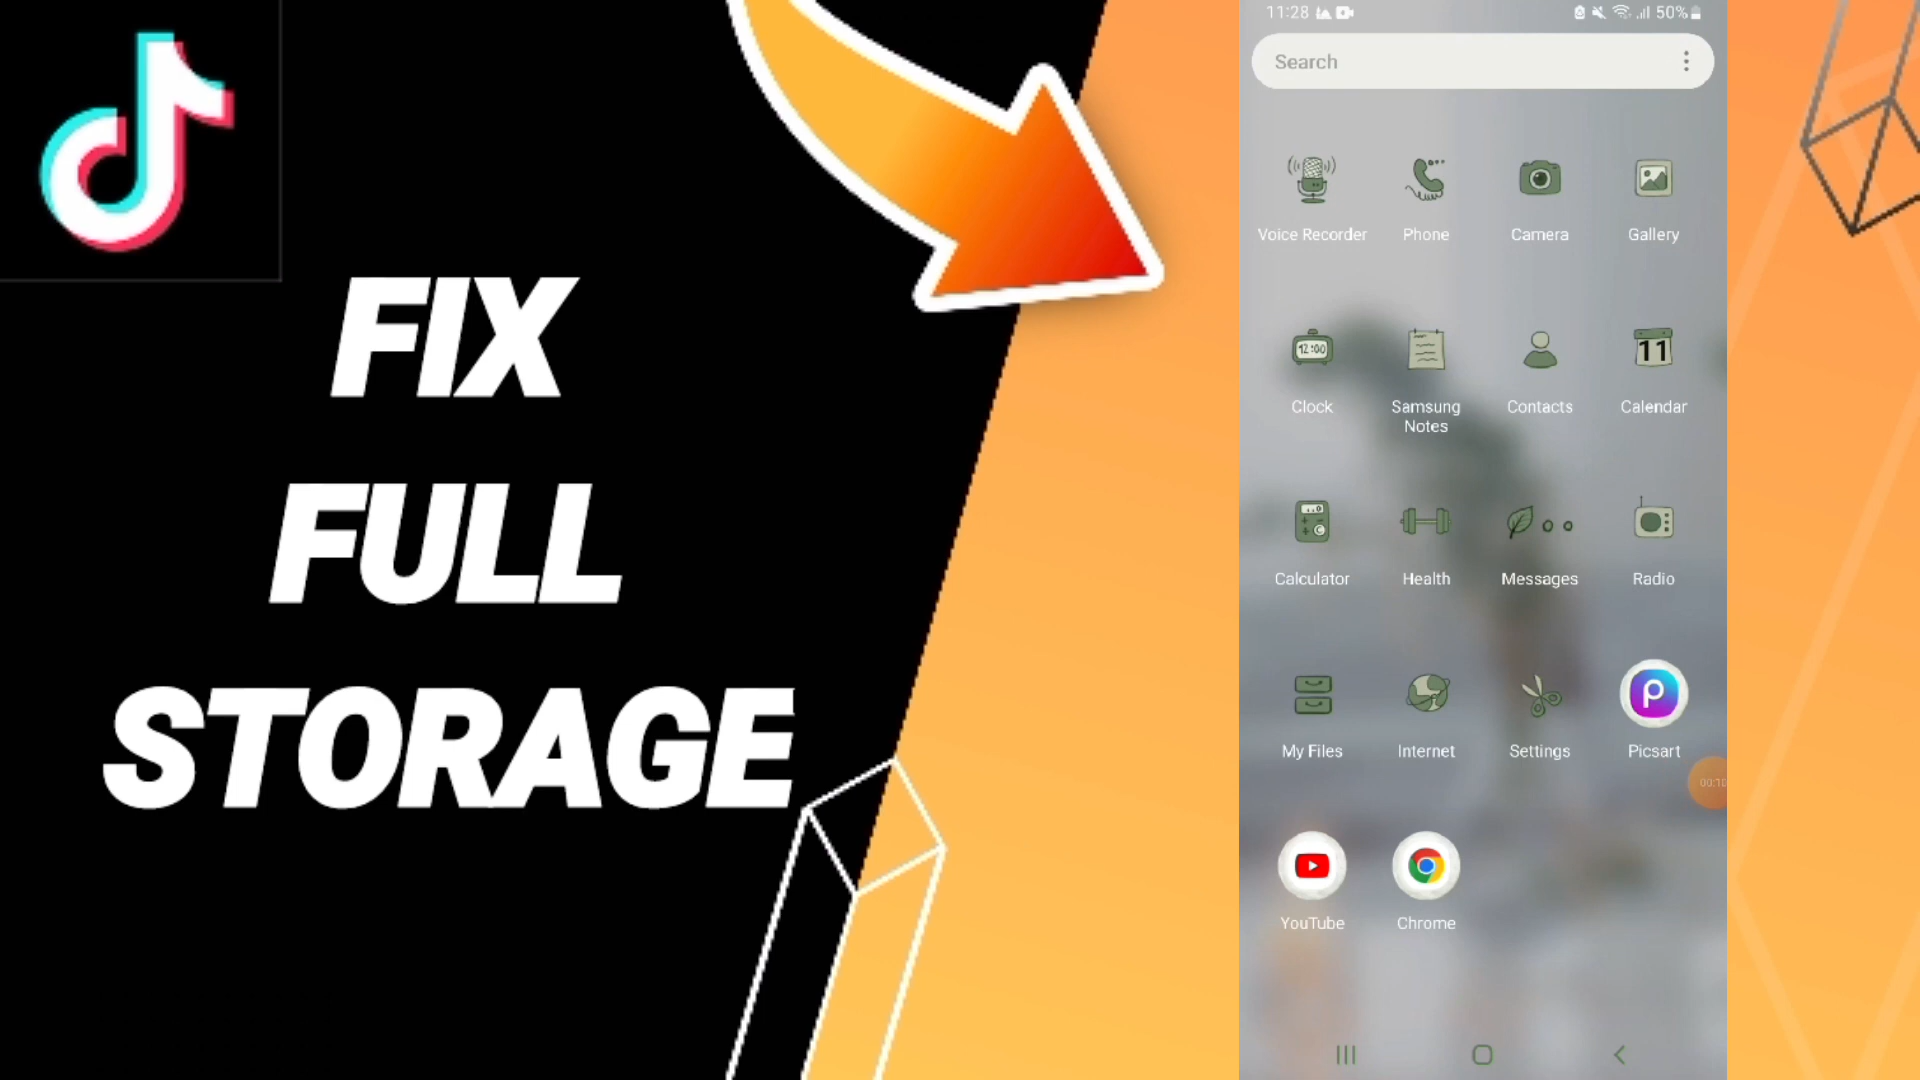 FIX
FULL
STORAGE
11:28
50%
Search
Voice Recorder
Phone
Camera
Gallery
12:00
11
Clock
Samsung
Notes
Contacts
Calendar
Calculator
Health
Messages
Radio
My Files
Internet
Settings
Picsart
YouTube
Chrome